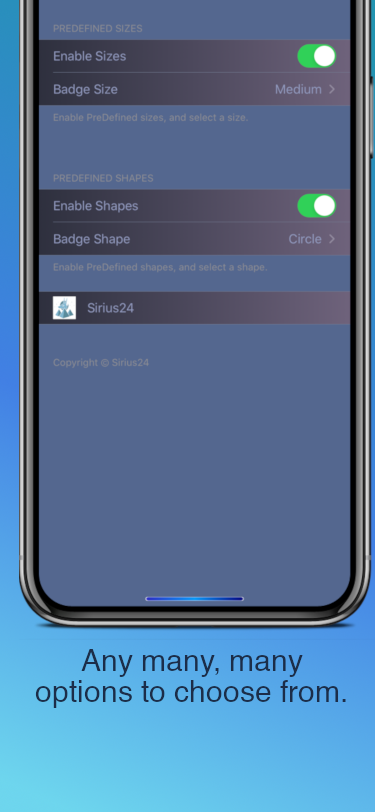 PREDEFINED SIZES
Enable Sizes
Badge Size Medium
Enable PreDefined sizes, and select a size.
PREDEFINED SHAPES
Enable Shapes
Badge Shape Circle
Enable PreDefined shapes, and select a shape.
Sirius24
Copyright © Sirius24
Any many, many
options to choose from.